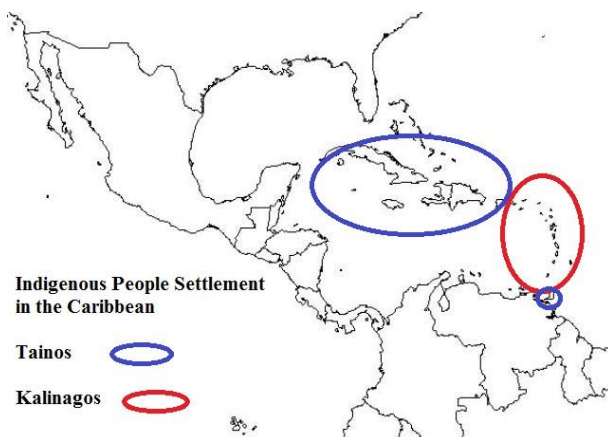 Indigenous People Settlement
in the Caribbean
Tainos
Kalinagos